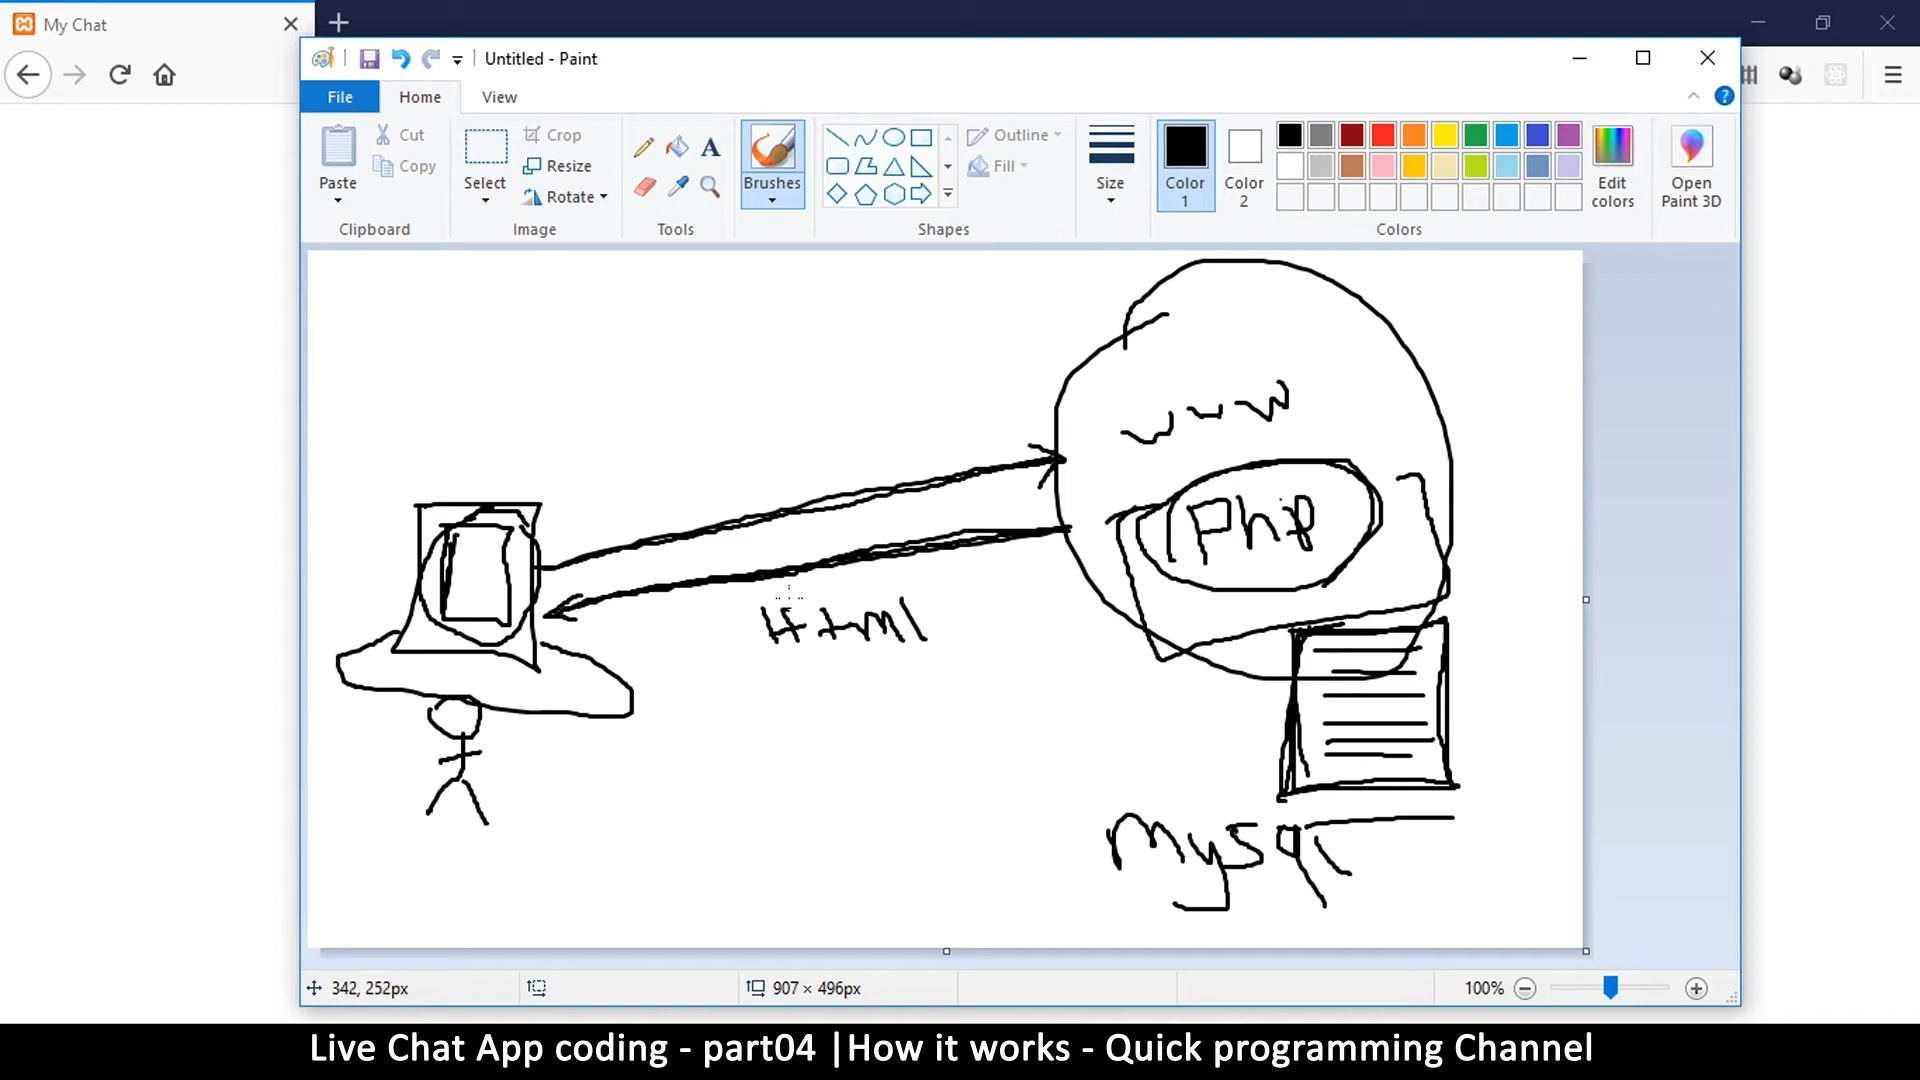 My Chat
Untitled - Paint
File
Home
View
Paste
Cut
Copy
Clipboard
Select
Crop
Resize
Rotate
Image
Tools
Brushes
Outline
Fill
Shapes
Size
Color 1
Color 2
Edit colors
Open Paint 3D
Colors
www
Php
Html
Mysql
342, 252px
907 × 496px
100%
Live Chat App coding - part04 |How it works - Quick programming Channel